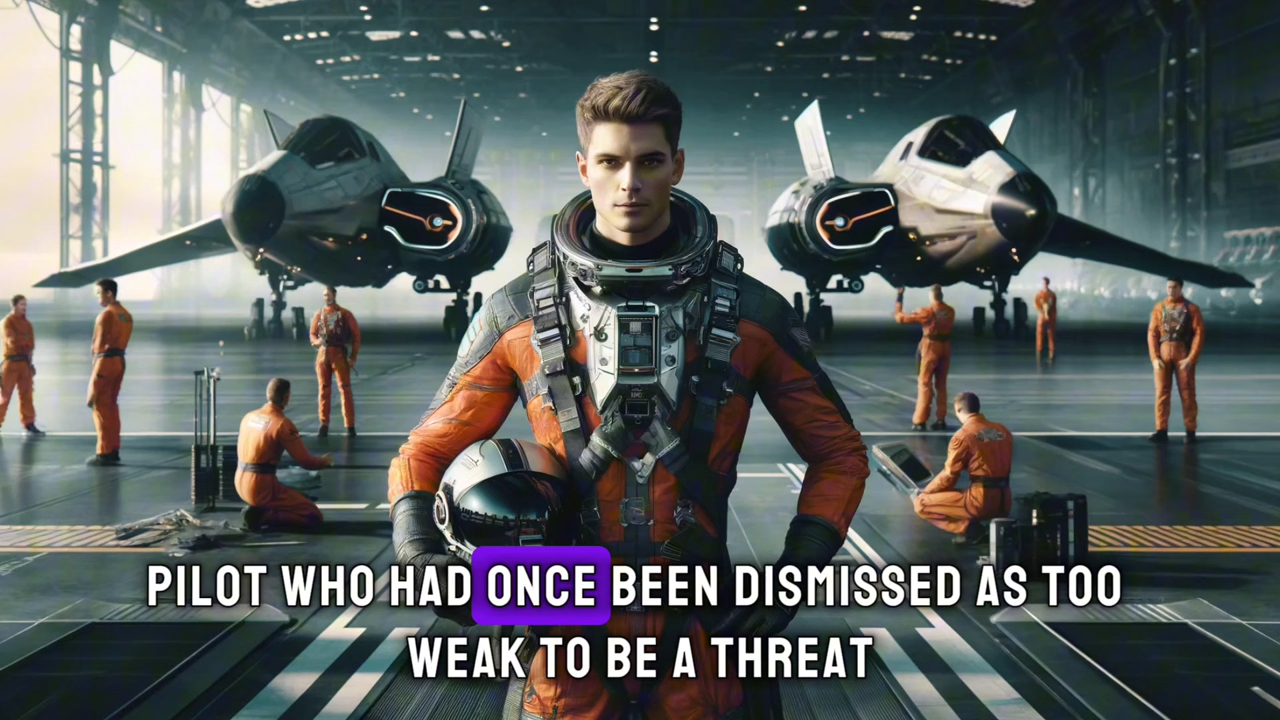 PILOT WHO HAD ONCE BEEN DISMISSED AS TOO
WEAK TO BE A THREAT